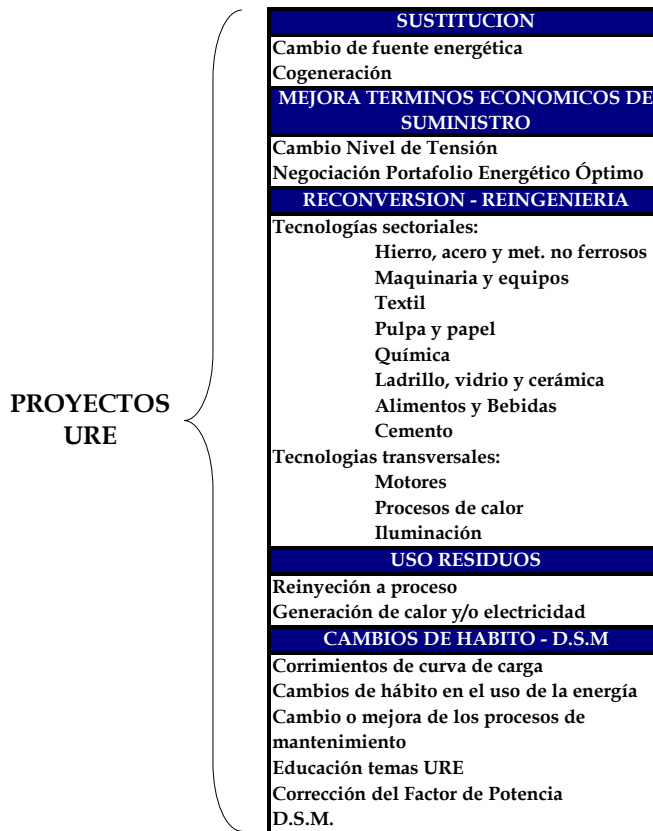 PROYECTOS
URE
SUSTITUCION
Cambio de fuente energética
Cogeneración
MEJORA TERMINOS ECONOMICOS DE
SUMINISTRO
Cambio Nivel de Tensión
Negociación Portafolio Energético Óptimo
RECONVERSION - REINGENIERIA
Tecnologías sectoriales:
Hierro, acero y met. no ferrosos
Maquinaria y equipos
Textil
Pulpa y papel
Química
Ladrillo, vidrio y cerámica
Alimentos y Bebidas
Cemento
Tecnologias transversales:
Motores
Procesos de calor
Iluminación
USO RESIDUOS
Reinyeción a proceso
Generación de calor y/o electricidad
CAMBIOS DE HABITO - D.S.M
Corrimientos de curva de carga
Cambios de hábito en el uso de la energía
Cambio o mejora de los procesos de
mantenimiento
Educación temas URE
Corrección del Factor de Potencia
D.S.M.